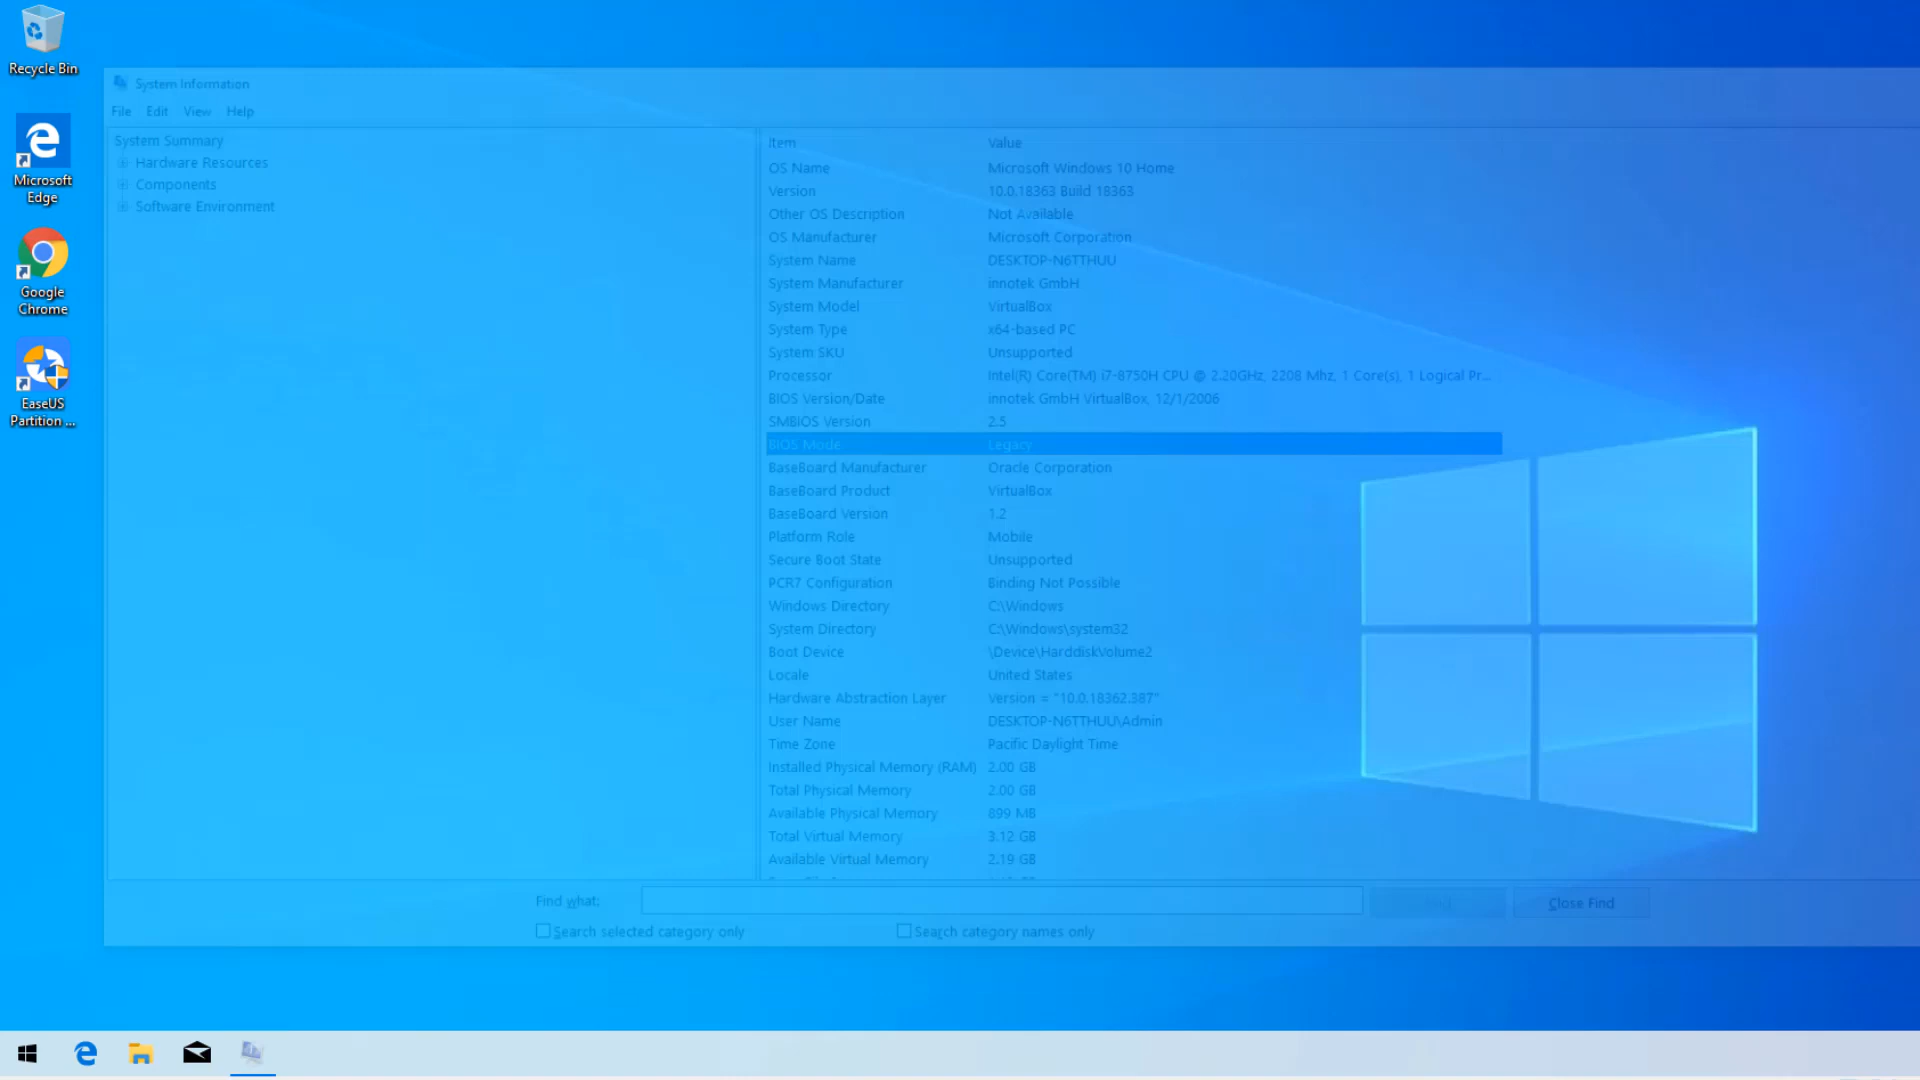 Recycle Bin
Microsoft
Edge
Google
Chrome
EaseUS
Partition ...
System Information
File Edit View Help
System Summary
Hardware Resources
Components
Software Environment
Item Value
OS Name Microsoft Windows 10 Home
Version 10.0.18363 Build 18363
Other OS Description Not Available
OS Manufacturer Microsoft Corporation
System Name DESKTOP-N6TTHUU
System Manufacturer innotek GmbH
System Model VirtualBox
System Type x64-based PC
System SKU Unsupported
Processor Intel(R) Core(TM) i7-8750H CPU @ 2.20GHz, 2208 Mhz, 1 Core(s), 1 Logical Pr...
BIOS Version/Date innotek GmbH VirtualBox, 12/1/2006
SMBIOS Version 2.5
BIOS Mode Legacy
BaseBoard Manufacturer Oracle Corporation
BaseBoard Product VirtualBox
BaseBoard Version 1.2
Platform Role Mobile
Secure Boot State Unsupported
PCR7 Configuration Binding Not Possible
Windows Directory C:\Windows
System Directory C:\Windows\system32
Boot Device \Device\HarddiskVolume2
Locale United States
Hardware Abstraction Layer Version = "10.0.18362.387"
User Name DESKTOP-N6TTHUU\Admin
Time Zone Pacific Daylight Time
Installed Physical Memory (RAM) 2.00 GB
Total Physical Memory 2.00 GB
Available Physical Memory 899 MB
Total Virtual Memory 3.12 GB
Available Virtual Memory 2.19 GB
Find what:
Close Find
Search selected category only
Search category names only